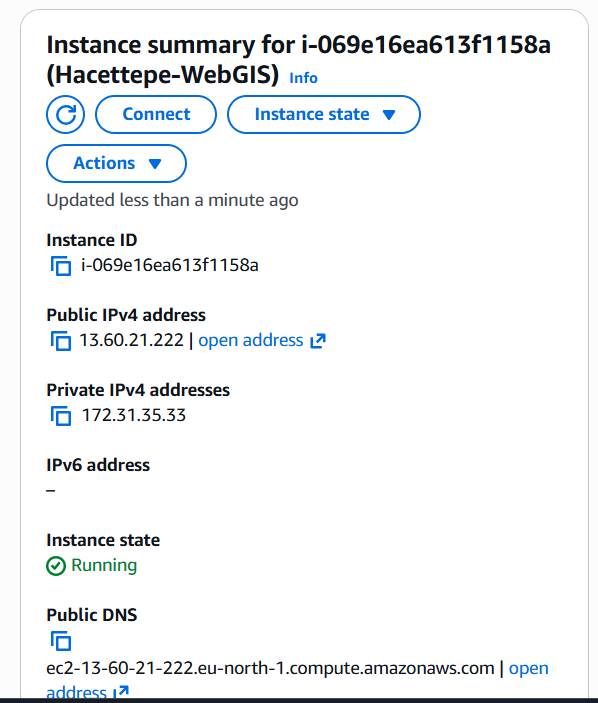 Instance summary for i-069e16ea613f1158a
(Hacettepe-WebGIS) Info
Connect Instance state
Actions
Updated less than a minute ago
Instance ID
i-069e16ea613f1158a
Public IPv4 address
13.60.21.222 | open address
Private IPv4 addresses
172.31.35.33
IPv6 address
–
Instance state
Running
Public DNS
ec2-13-60-21-222.eu-north-1.compute.amazonaws.com | open
address